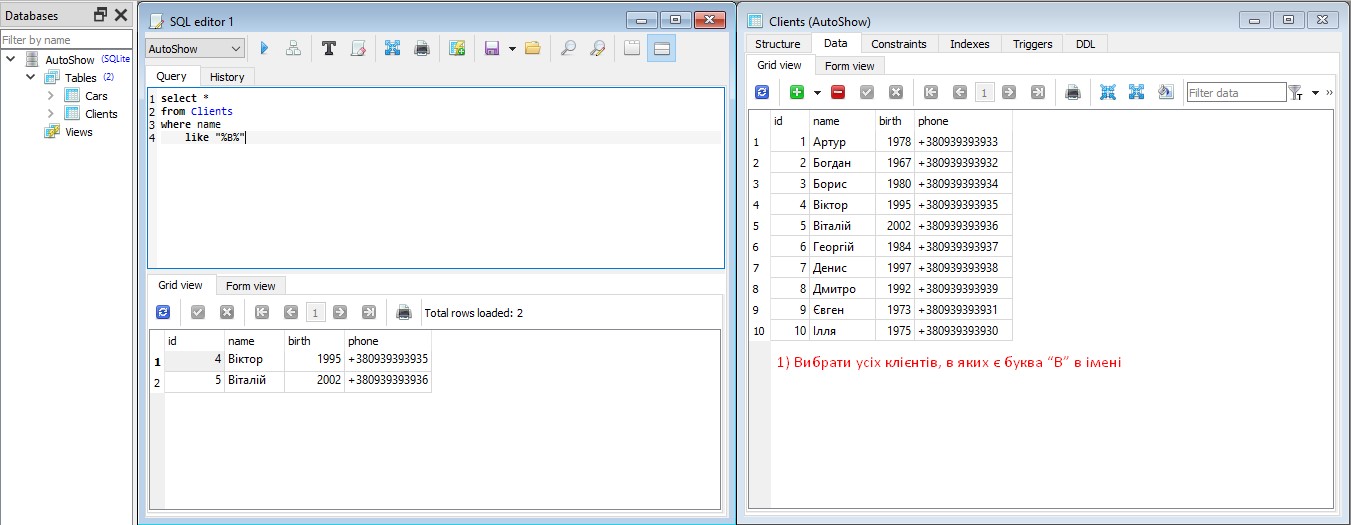 Databases
Filter by name
AutoShow (SQLite
Tables (2)
Cars
Clients
Views
SQL editor 1
AutoShow
Query History
1 select *
2 from Clients
3 where name
4 like "%В%"
Grid view Form view
1 Total rows loaded: 2
id name birth phone
1 4 Віктор 1995 +380939393935
2 5 Віталій 2002 +380939393936
Clients (AutoShow)
Structure Data Constraints Indexes Triggers DDL
Grid view Form view
1 Filter data »
id name birth phone
1 1 Артур 1978 +380939393933
2 2 Богдан 1967 +380939393932
3 3 Борис 1980 +380939393934
4 4 Віктор 1995 +380939393935
5 5 Віталій 2002 +380939393936
6 6 Георгій 1984 +380939393937
7 7 Денис 1997 +380939393938
8 8 Дмитро 1992 +380939393939
9 9 Євген 1973 +380939393931
10 10 Ілля 1975 +380939393930
1) Вибрати усіх клієнтів, в яких є буква “В” в імені